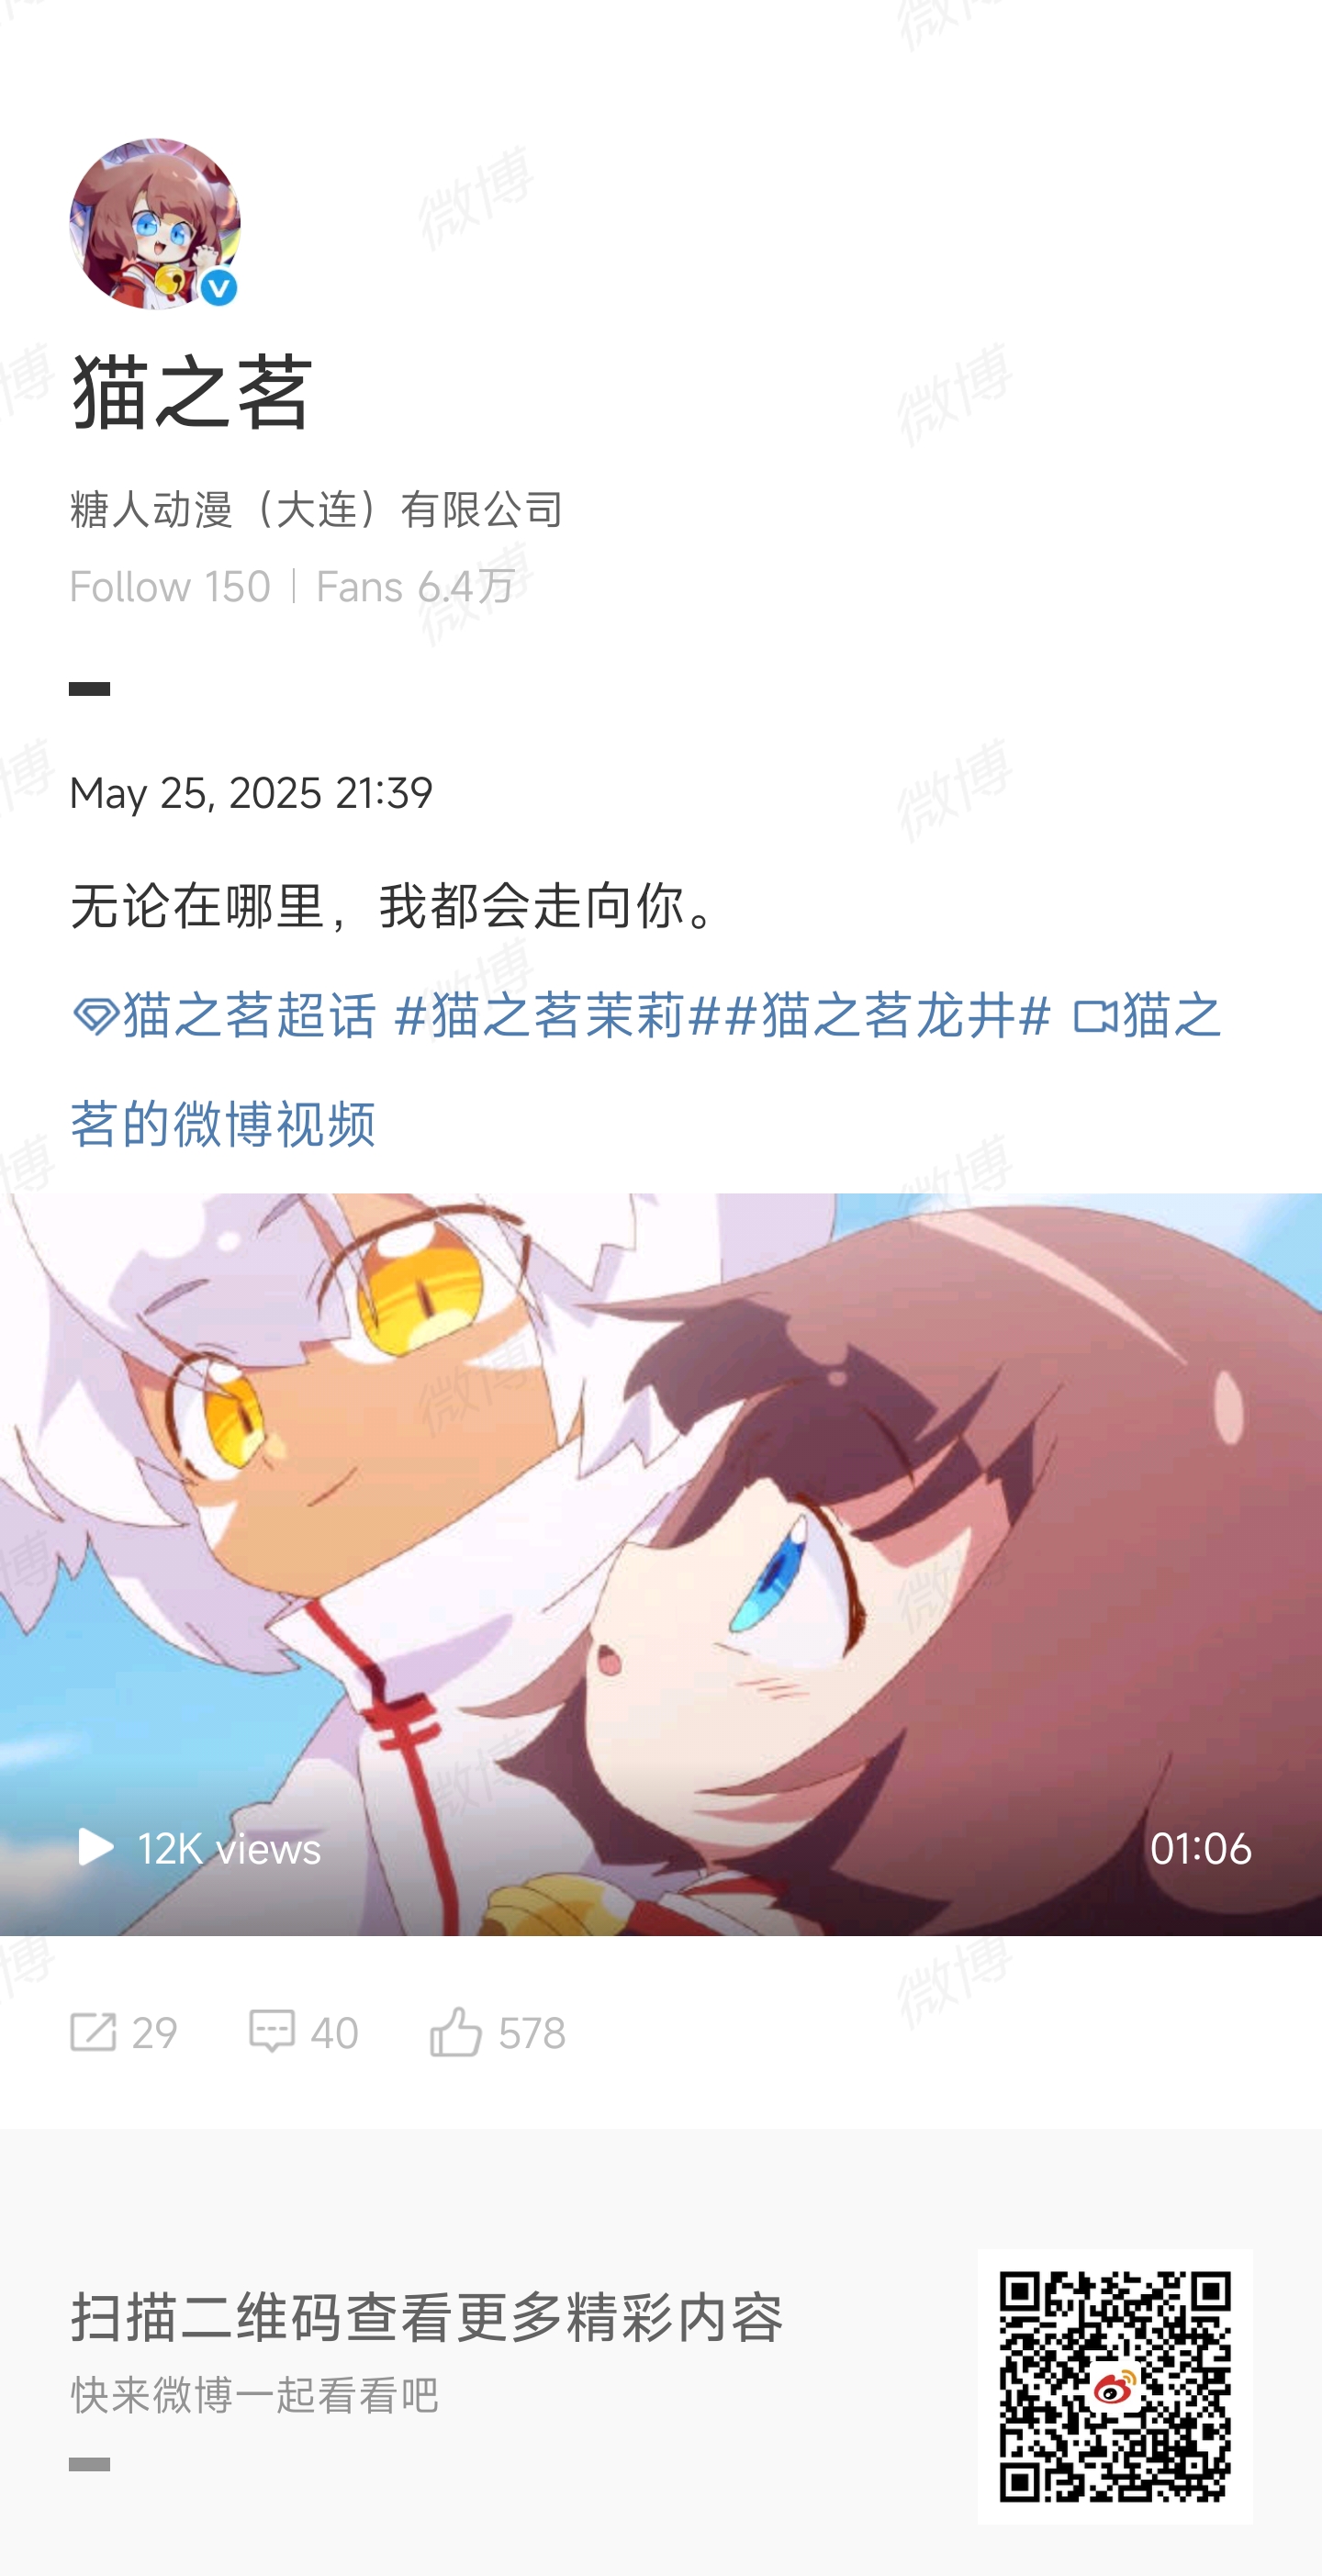 猫之茗
糖人动漫（大连）有限公司
Follow 150 | Fans 6.4万
May 25, 2025 21:39
无论在哪里，我都会走向你。
猫之茗超话 #猫之茗茉莉##猫之茗龙井# 猫之
茗的微博视频
12K views
01:06
29 40 578
扫描二维码查看更多精彩内容
快来微博一起看看吧
微博